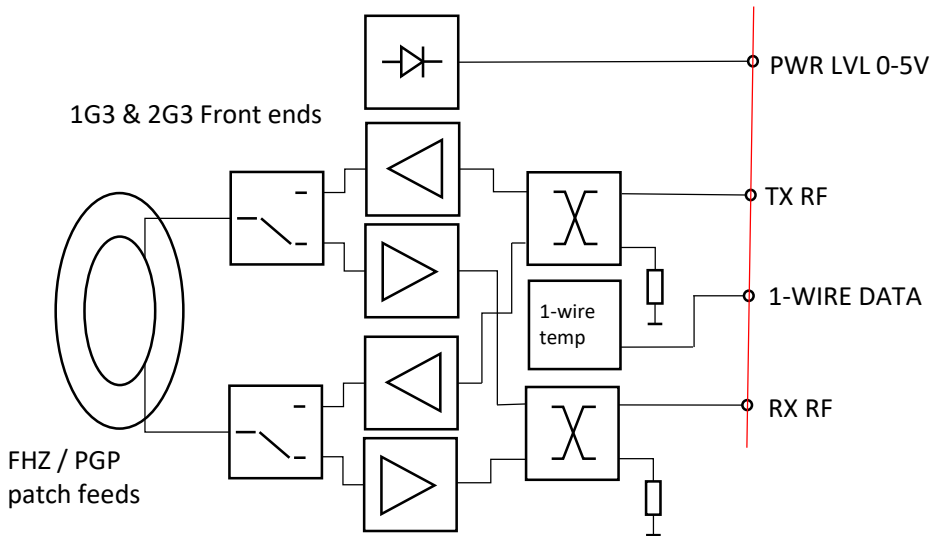 PWR LVL 0-5V
1G3 & 2G3 Front ends
TX RF
1-WIRE DATA
1-wire
temp
RX RF
FHZ / PGP
patch feeds